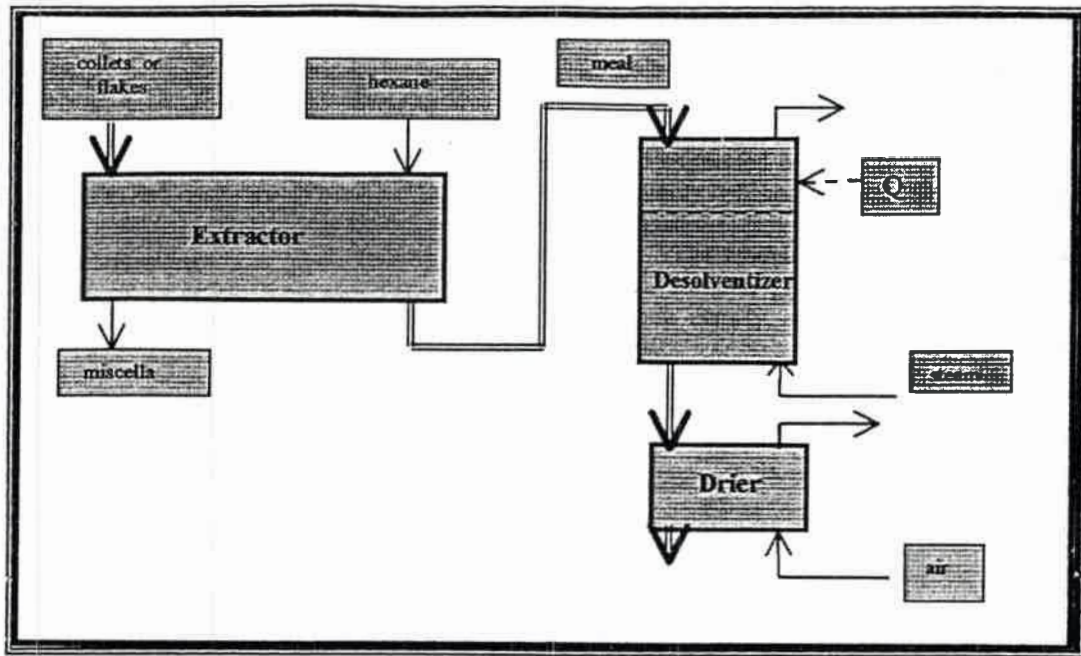 collets or
flakes
hexane
meal
Q
Extractor
Desolventizer
miscella
Drier
air